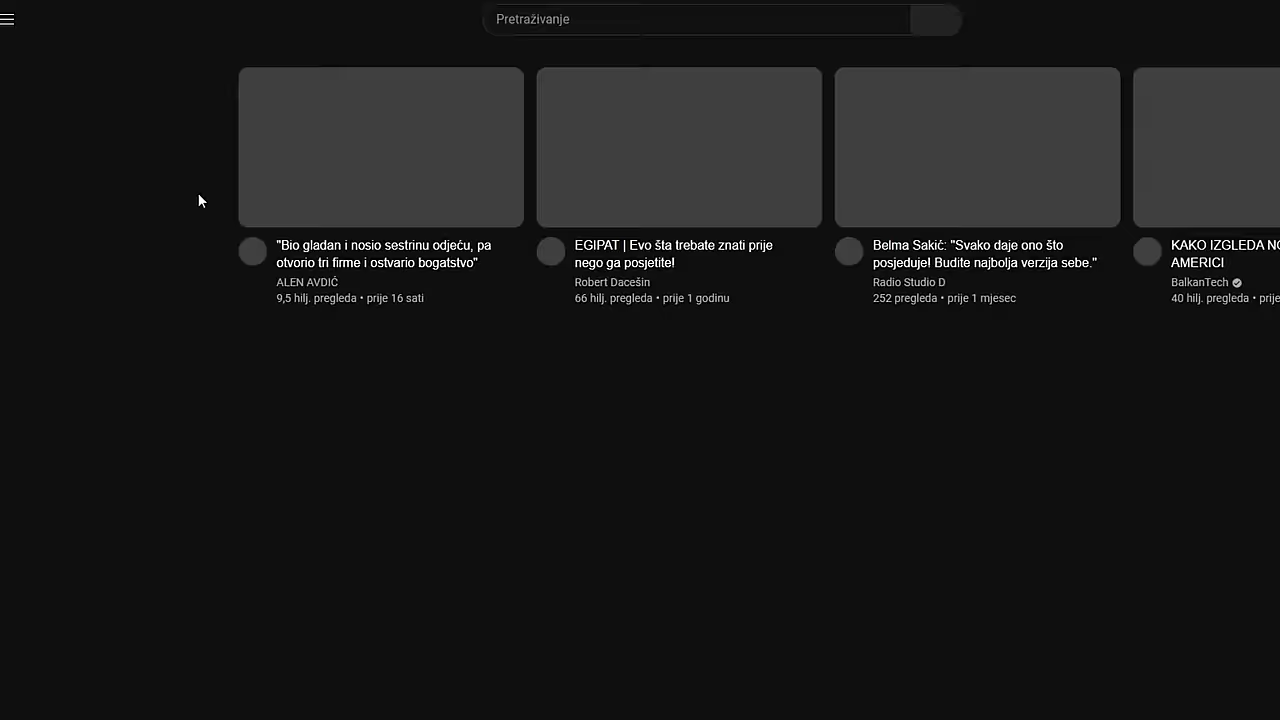 Pretraživanje
"Bio gladan i nosio sestrinu odjeću, pa
otvorio tri firme i ostvario bogatstvo"
ALEN AVDIĆ
9,5 hilj. pregleda • prije 16 sati
EGIPAT | Evo šta trebate znati prije
nego ga posjetite!
Robert Dacešin
66 hilj. pregleda • prije 1 godinu
Belma Sakić: "Svako daje ono što
posjeduje! Budite najbolja verzija sebe."
Radio Studio D
252 pregleda • prije 1 mjesec
KAKO IZGLEDA
AMERICI
BalkanTech
40 hilj. pregleda • prije